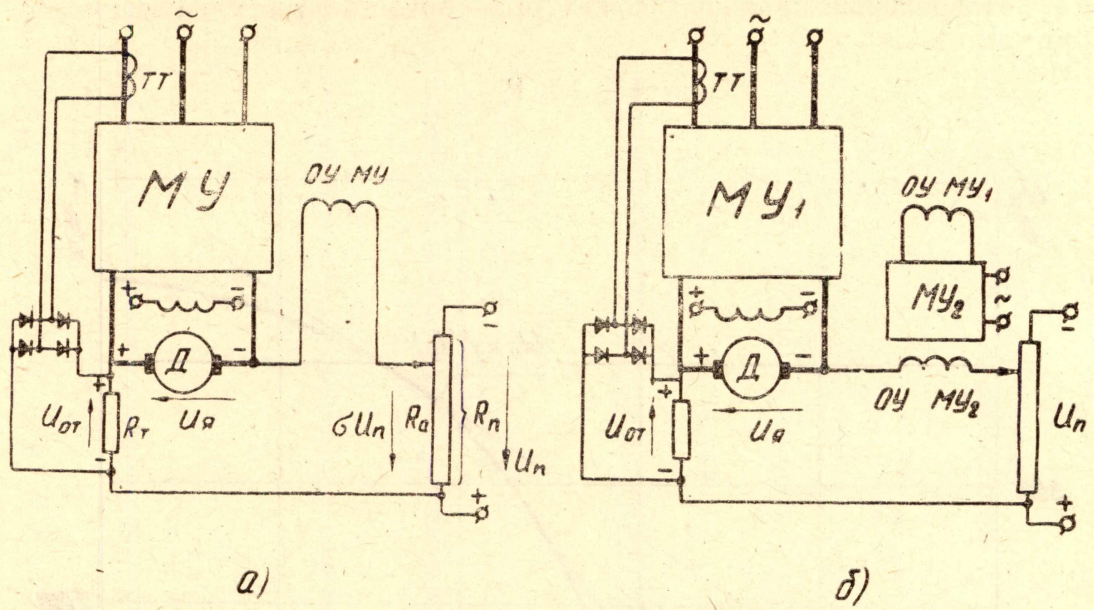 ~
ТТ
МУ
ОУ МУ
+ -
+ Д -
+
Uот Rт Uя
-
σUп Rа Rп Uп
-
+
а)
~
ТТ
МУ₁
ОУ МУ₁
МУ₂ ~
+ -
+ Д -
+
Uот Uя
-
ОУ МУ₂
-
Uп
+
б)